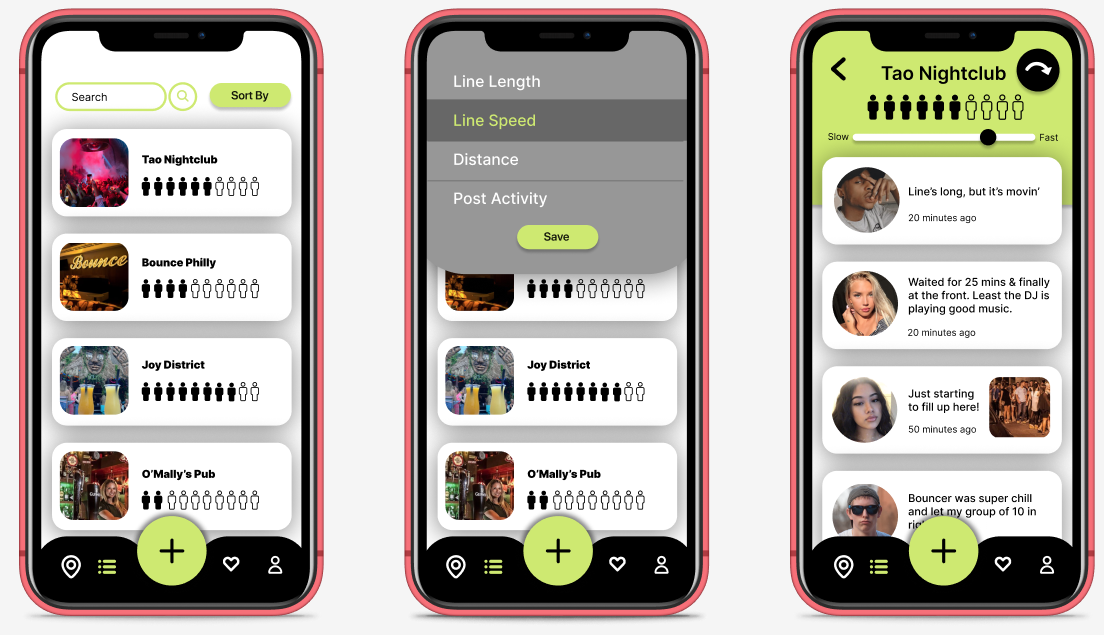 Search
Sort By
Tao Nightclub
Bounce
Bounce Philly
Joy District
O'Mally's Pub
Line Length
Line Speed
Distance
Post Activity
Save
Joy District
O'Mally's Pub
Tao Nightclub
Slow
Fast
Line's long, but it's movin'
20 minutes ago
Waited for 25 mins & finally
at the front. Least the DJ is
playing good music.
20 minutes ago
Just starting
to fill up here!
50 minutes ago
Bouncer was super chill
and let my group of 10 in